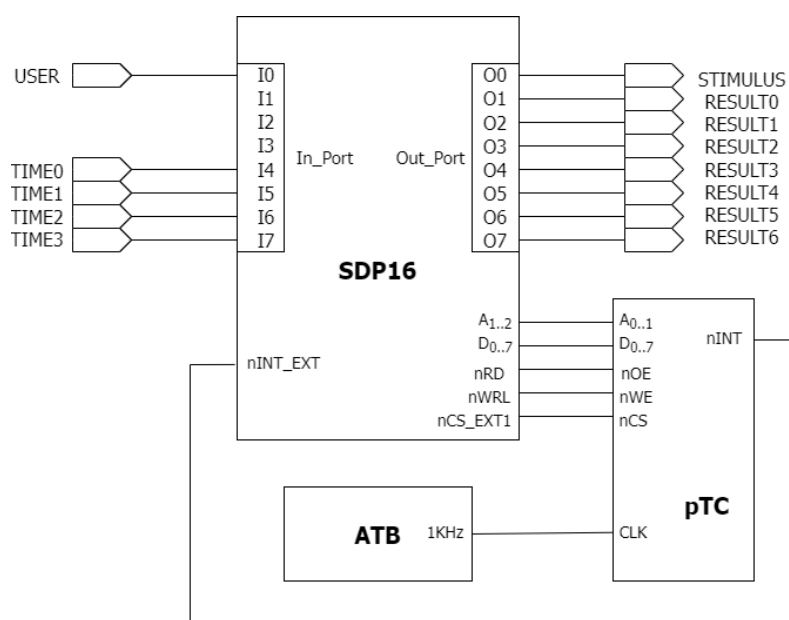 USER
I0
O0
STIMULUS
I1
O1
RESULT0
I2
O2
RESULT1
I3
In_Port
Out_Port
O3
RESULT2
TIME0
I4
O4
RESULT3
TIME1
I5
O5
RESULT4
TIME2
I6
O6
RESULT5
TIME3
I7
O7
RESULT6
SDP16
A1..2
A0..1
D0..7
D0..7
nINT
nINT_EXT
nRD
nOE
nWRL
nWE
nCS_EXT1
nCS
pTC
ATB
1KHz
CLK